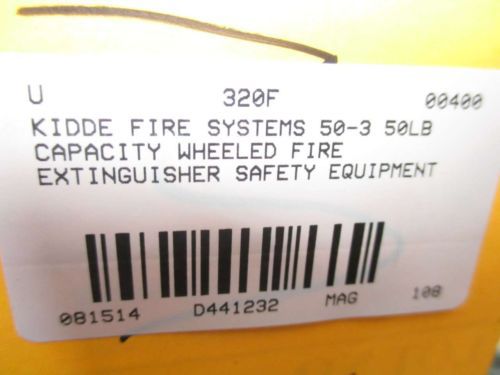 U 320F 00400
KIDDE FIRE SYSTEMS 50-3 50LB
CAPACITY WHEELED FIRE
EXTINGUISHER SAFETY EQUIPMENT
081514 D441232 MAG 108